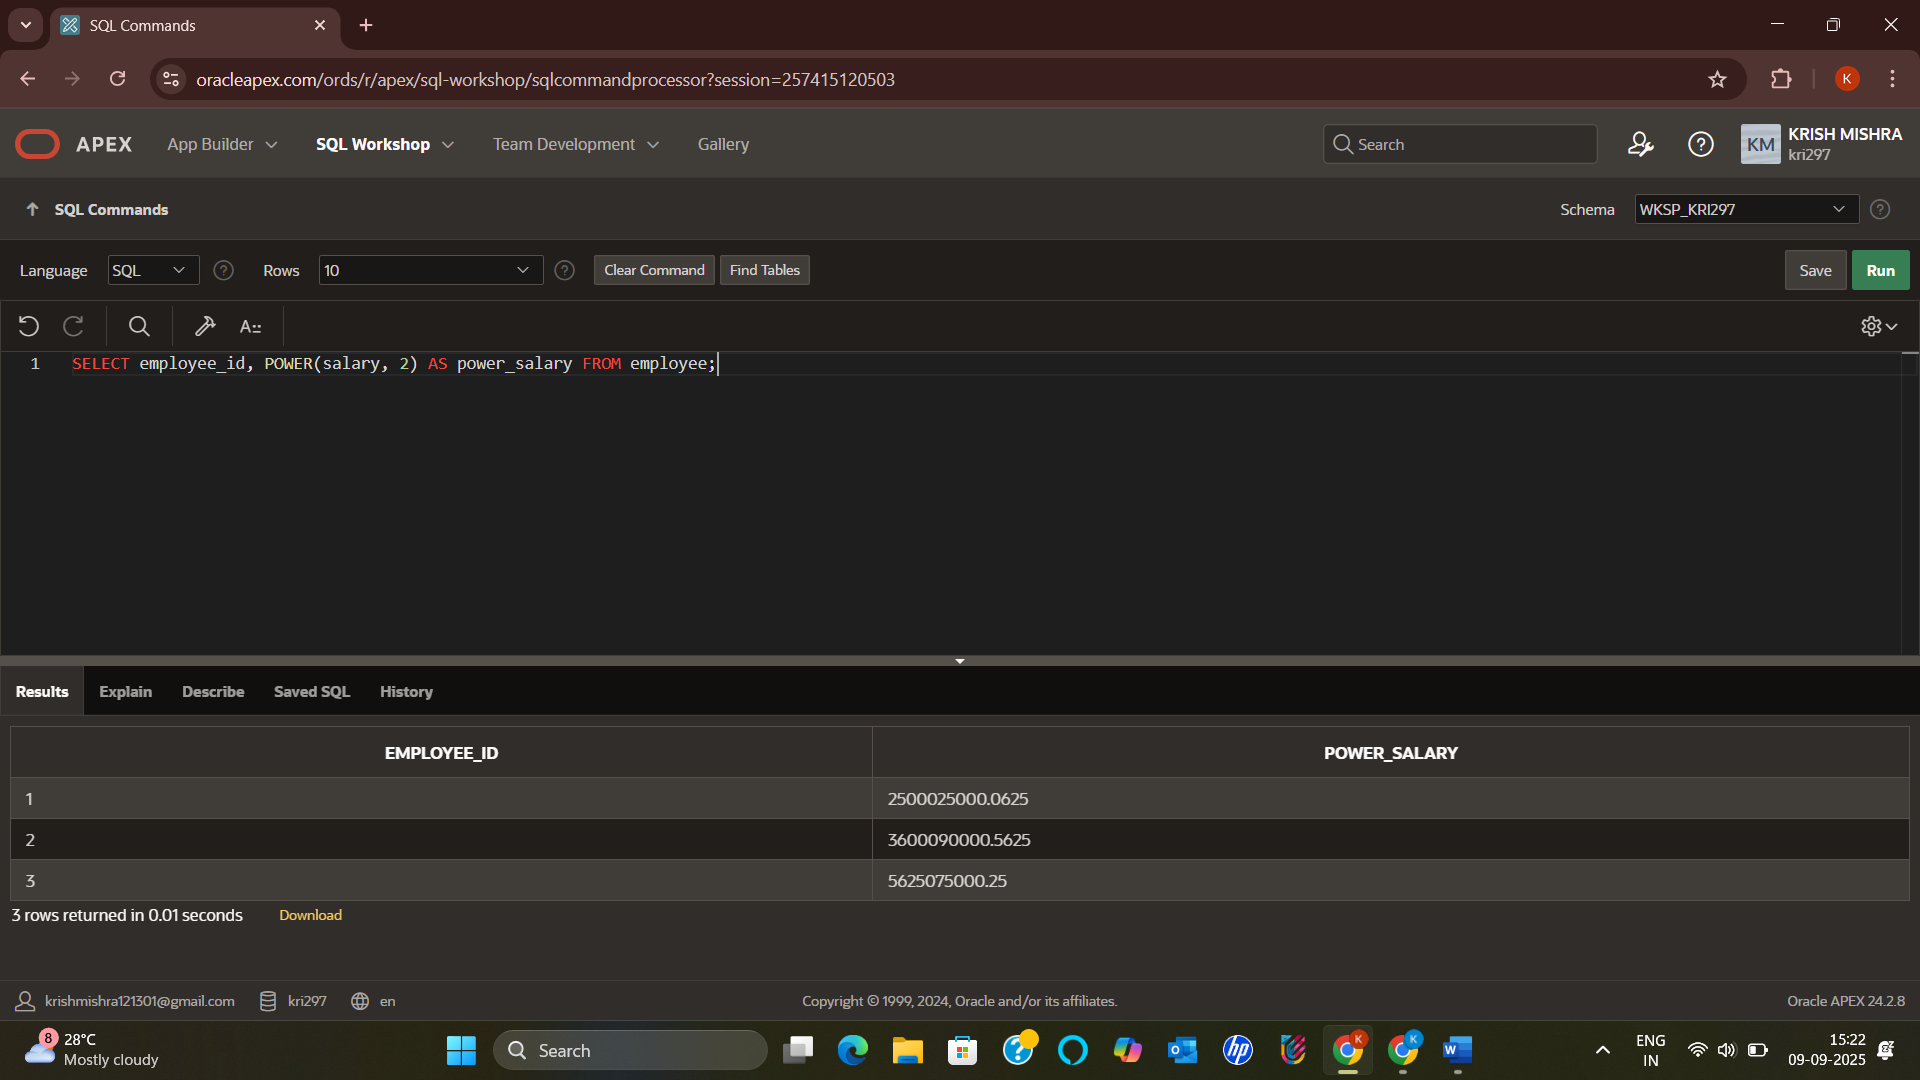 SQL Commands
oracleapex.com/ords/r/apex/sql-workshop/sqlcommandprocessor?session=257415120503
K
APEX App Builder SQL Workshop Team Development Gallery Search KM KRISH MISHRA
kri297
SQL Commands Schema WKSP_KRI297
Language SQL Rows 10 Clear Command Find Tables Save Run
1 SELECT employee_id, POWER(salary, 2) AS power_salary FROM employee;
Results Explain Describe Saved SQL History
EMPLOYEE_ID POWER_SALARY
1 2500025000.0625
2 3600090000.5625
3 5625075000.25
3 rows returned in 0.01 seconds Download
krishmishra121301@gmail.com kri297 en Copyright © 1999, 2024, Oracle and/or its affiliates. Oracle APEX 24.2.8
8 28°C
Mostly cloudy
Search
hp
K
K
W
ENG
IN
15:22
09-09-2025